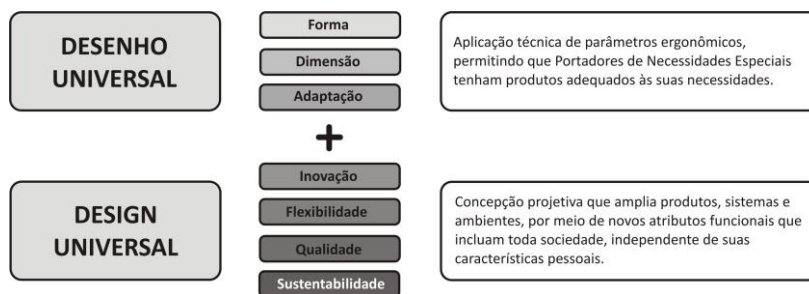 DESENHO
UNIVERSAL
Forma
Dimensão
Adaptação
Aplicação técnica de parâmetros ergonômicos,
permitindo que Portadores de Necessidades Especiais
tenham produtos adequados às suas necessidades.
+
DESIGN
UNIVERSAL
Inovação
Flexibilidade
Qualidade
Sustentabilidade
Concepção projetiva que amplia produtos, sistemas e
ambientes, por meio de novos atributos funcionais que
incluam toda sociedade, independente de suas
características pessoais.